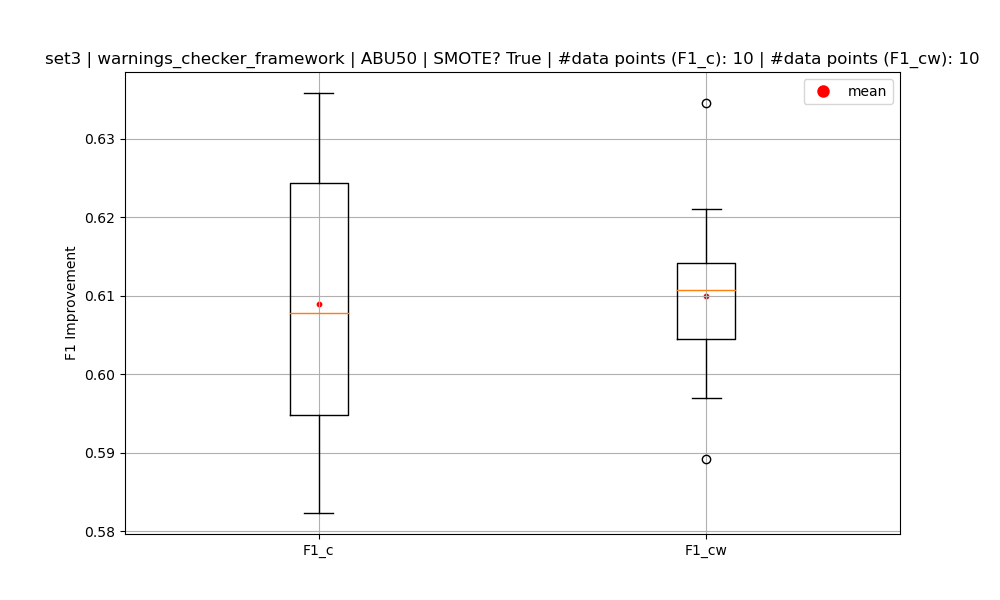 set3 | warnings_checker_framework | ABU50 | SMOTE? True | #data points (F1_c): 10 | #data points (F1_cw): 10
mean
F1 Improvement
0.63
0.62
0.61
0.60
0.59
0.58
F1_c
F1_cw